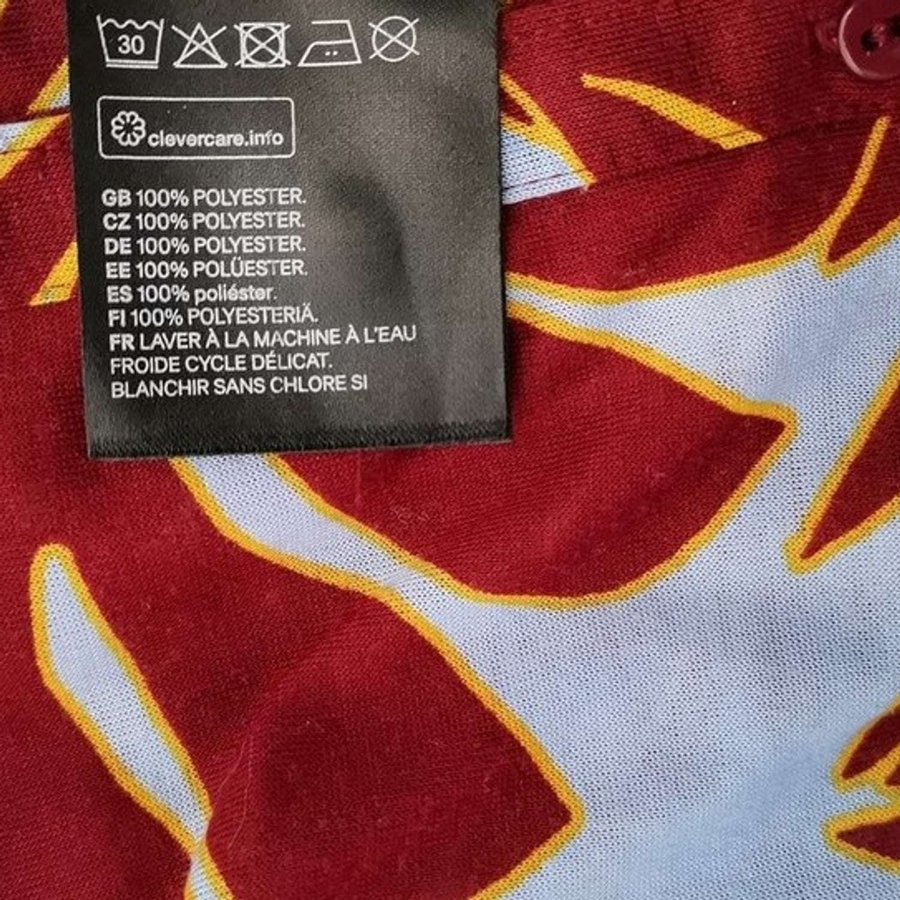 30
clevercare.info
GB 100% POLYESTER.
CZ 100% POLYESTER.
DE 100% POLYESTER.
EE 100% POLÜESTER.
ES 100% poliéster.
FI 100% POLYESTERIÄ.
FR LAVER À LA MACHINE À L'EAU
FROIDE CYCLE DÉLICAT.
BLANCHIR SANS CHLORE SI